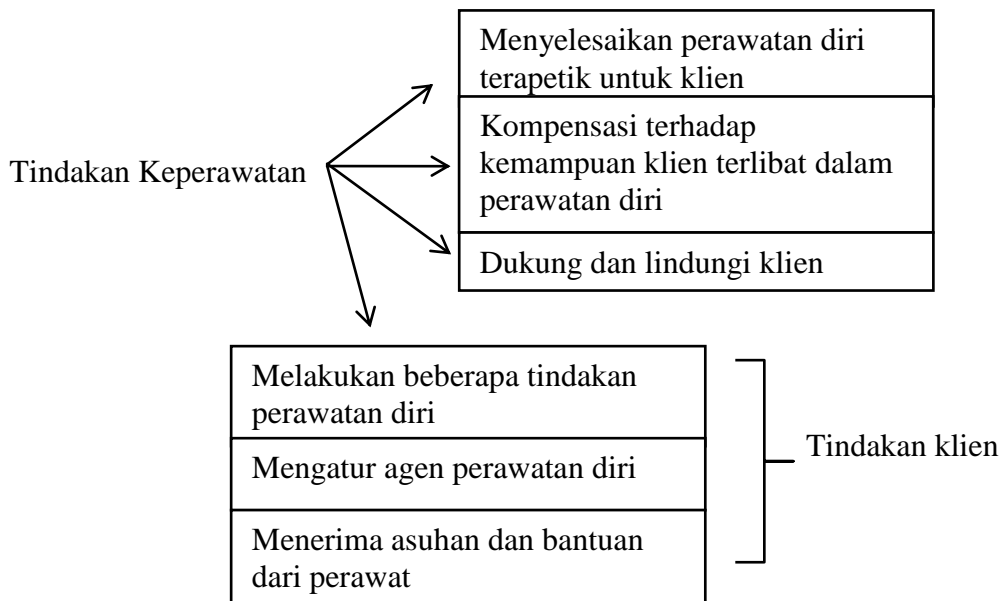 Menyelesaikan perawatan diri
terapetik untuk klien
Kompensasi terhadap
kemampuan klien terlibat dalam
perawatan diri
Dukung dan lindungi klien
Tindakan Keperawatan
Melakukan beberapa tindakan
perawatan diri
Mengatur agen perawatan diri
Menerima asuhan dan bantuan
dari perawat
Tindakan klien